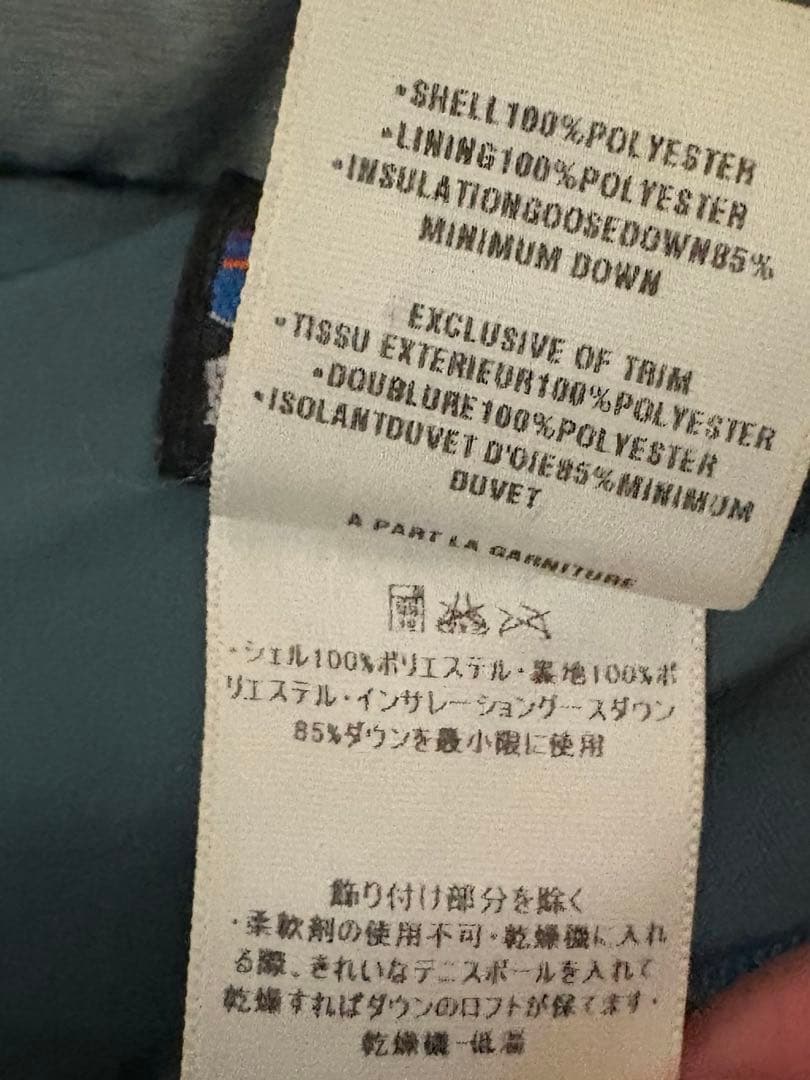 •SHELL100%POLYESTER
•LINING100%POLYESTER
•INSULATIONGOOSEDOWN85%
MINIMUM DOWN
EXCLUSIVE OF TRIM
•TISSU EXTERIEUR100%POLYESTER
•DOUBLURE100%POLYESTER
•ISOLANTDUVET D'OIE85%MINIMUM
DUVET
A PART LA GARNITURE
・シェル100%ポリエステル・裏地100%ポ
リエステル・インサレーショングースダウン
85%ダウンを最小限に使用
飾り付け部分を除く
・柔軟剤の使用不可・乾燥機に入れ
る際、きれいなテニスボールを入れて
乾燥すればダウンのロフトが保てます・
乾燥機-低温